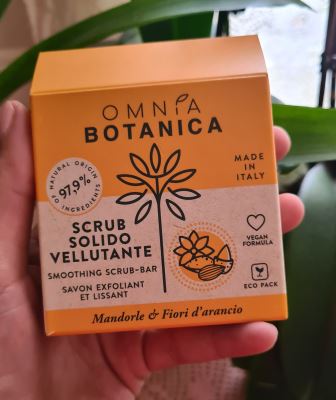 OMNIA
BOTANICA
MADE
IN
ITALY
97,9%
OF NATURAL ORIGIN
INGREDIENTS
SCRUB
SOLIDO
VELLUTANTE
SMOOTHING SCRUB-BAR
SAVON EXFOLIANT
ET LISSANT
VEGAN
FORMULA
ECO PACK
Mandorle & Fiori d'arancio